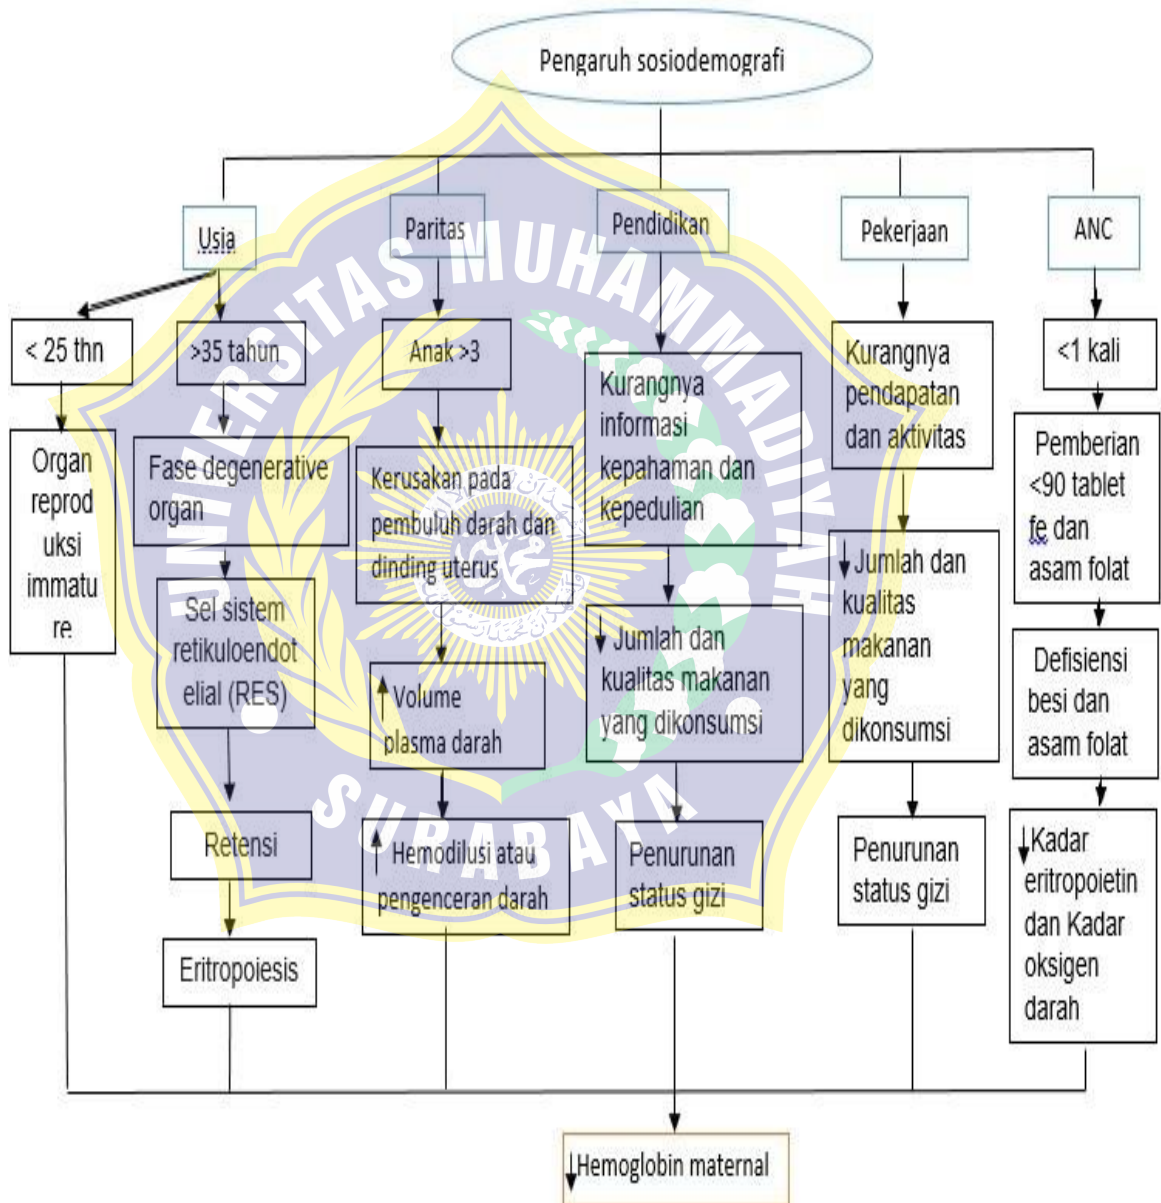 Pengaruh sosiodemografi
Usia
Paritas
Pendidikan
Pekerjaan
ANC
< 25 thn
>35 tahun
Anak >3
Kurangnya
informasi
kepahaman dan
kepedulian
Kurangnya
pendapatan
dan aktivitas
<1 kali
Organ
reprod
uksi
immatu
re
Fase degenerative
organ
Kerusakan pada
pembuluh darah dan
dinding uterus
Pemberian
<90 tablet
fe dan
asam folat
Sel sistem
retikuloendot
elial (RES)
↑ Volume
plasma darah
↓ Jumlah dan
kualitas makanan
yang dikonsumsi
↓ Jumlah dan
kualitas
makanan
yang
dikonsumsi
Defisiensi
besi dan
asam folat
Retensi
↑ Hemodilusi atau
pengenceran darah
Penurunan
status gizi
Penurunan
status gizi
↓ Kadar
eritropoietin
dan Kadar
oksigen
darah
Eritropoiesis
↓ Hemoglobin maternal
UNIVERSITAS MUHAMMADIYAH
SURABAYA